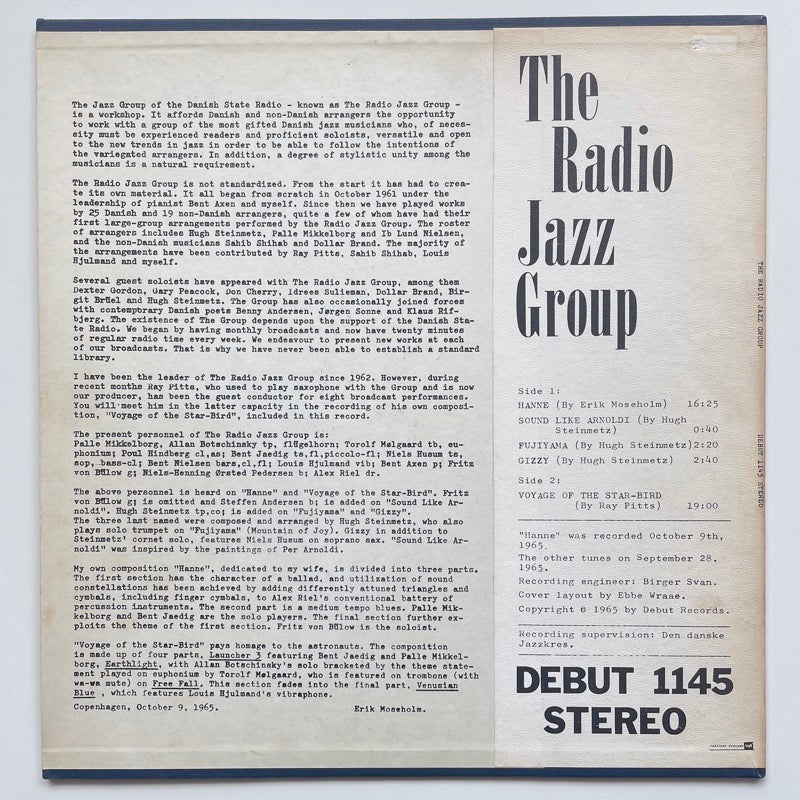 The Jazz Group of the Danish State Radio - known as The Radio Jazz Group -
is a workshop. It affords Danish and non-Danish arrangers the opportunity
to work with a group of the most gifted Danish jazz musicians who, of neces-
sity must be experienced readers and proficient soloists, versatile and open
to the new trends in jazz in order to be able to follow the intentions of
the variegated arrangers. In addition, a degree of stylistic unity among the
musicians is a natural requirement.
The Radio Jazz Group is not standardized. From the start it has had to crea-
te its own material. It all began from scratch in October 1961 under the
leadership of pianist Bent Axen and myself. Since then we have played works
by 25 Danish and 19 non-Danish arrangers, quite a few of whom have had their
first large-group arrangements performed by the Radio Jazz Group. The roster
of arrangers includes Hugh Steinmetz, Palle Mikkelborg and Ib Lund Nielsen,
and the non-Danish musicians Sahib Shihab and Dollar Brand. The majority of
the arrangements have been contributed by Ray Pitts, Sahib Shihab, Louis
Hjulmand and myself.
Several guest soloists have appeared with The Radio Jazz Group, among them
Dexter Gordon, Gary Peacock, Don Cherry, Idrees Sulieman, Dollar Brand, Bir-
git Brüel and Hugh Steinmetz. The Group has also occasionally joined forces
with comtemprary Danish poets Benny Andersen, Jørgen Sonne and Klaus Rif-
bjerg. The existence of The Group depends upon the support of the Danish Sta-
te Radio. We began by having monthly broadcasts and now have twenty minutes
of regular radio time every week. We endeavour to present new works at each
of our broadcasts. That is why we have never been able to establish a standard
library.
I have been the leader of The Radio Jazz Group since 1962. However, during
recent months Ray Pitts, who used to play saxophone with the Group and is now
our producer, has been the guest conductor for eight broadcast performances.
You will meet him in the latter capacity in the recording of his own composi-
tion, "Voyage of the Star-Bird", included in this record.
The present personnel of The Radio Jazz Group is:
Palle Mikkelborg, Allan Botschinsky tp, flügelhorn; Torolf Mølgaard tb, eu-
phonium; Poul Hindberg cl,as; Bent Jaedig ts,fl,piccolo-fl; Niels Husum ts,
sop, bass-cl; Bent Nielsen bars,cl,fl; Louis Hjulmand vib; Bent Axen p; Fritz
von Bülow g; Niels-Henning Ørsted Pedersen b; Alex Riel dr.
The above personnel is heard on "Hanne" and "Voyage of the Star-Bird". Fritz
von Bülow g; is omitted and Steffen Andersen b; is added on "Sound Like Ar-
noldi". Hugh Steinmetz tp,co; is added on "Fujiyama" and "Gizzy".
The three last named were composed and arranged by Hugh Steinmetz, who also
plays solo trumpet on "Fujiyama" (Mountain of Joy). Gizzy in addition to
Steinmetz' cornet solo, features Niels Husum on soprano sax. "Sound Like Ar-
noldi" was inspired by the paintings of Per Arnoldi.
My own composition "Hanne", dedicated to my wife, is divided into three parts.
The first section has the character of a ballad, and utilization of sound
constellations has been achieved by adding differently attuned triangles and
cymbals, including finger cymbals, to Alex Riel's conventional battery of
percussion instruments. The second part is a medium tempo blues. Palle Mik-
kelborg and Bent Jaedig are the solo players. The final section further ex-
ploits the theme of the first section. Fritz von Bülow is the soloist.
"Voyage of the Star-Bird" pays homage to the astronauts. The composition
is made up of four parts, Launcher 3 featuring Bent Jaedig and Palle Mikkel-
borg, Earthlight, with Allan Botschinsky's solo bracketed by the theme state-
ment played on euphonium by Torolf Mølgaard, who is featured on trombone (with
wa-wa mute) on Free Fall. This section fades into the final part, Venusian
Blue , which features Louis Hjulmand's vibraphone.
Copenhagen, October 9, 1965. Erik Moseholm.
The
Radio
Jazz
Group
Side 1:
HANNE (By Erik Moseholm) 16:25
SOUND LIKE ARNOLDI (By Hugh
Steinmetz) 0:40
FUJIYAMA (By Hugh Steinmetz) 2:20
GIZZY (By Hugh Steinmetz) 2:40
Side 2:
VOYAGE OF THE STAR-BIRD
(By Ray Pitts) 19:00
"Hanne" was recorded October 9th,
1965.
The other tunes on September 28.
1965.
Recording engineer: Birger Svan.
Cover layout by Ebbe Wraae.
Copyright © 1965 by Debut Records.
Recording supervision: Den danske
Jazzkres.
DEBUT 1145
STEREO
THE RADIO JAZZ GROUP
DEBUT 1145 STEREO